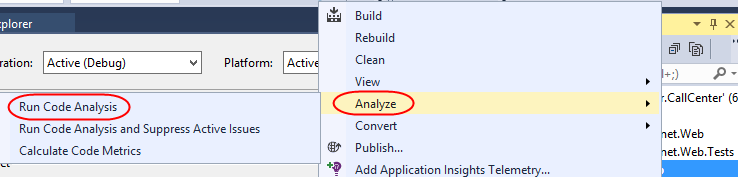 xplorer
ration: Active (Debug) Platform: Active
Build
Rebuild
Clean
View
Analyze
Convert
Publish...
Add Application Insights Telemetry...
Run Code Analysis
Run Code Analysis and Suppress Active Issues
Calculate Code Metrics
+;)
r.CallCenter' (6
net.Web
net.Web.Tests